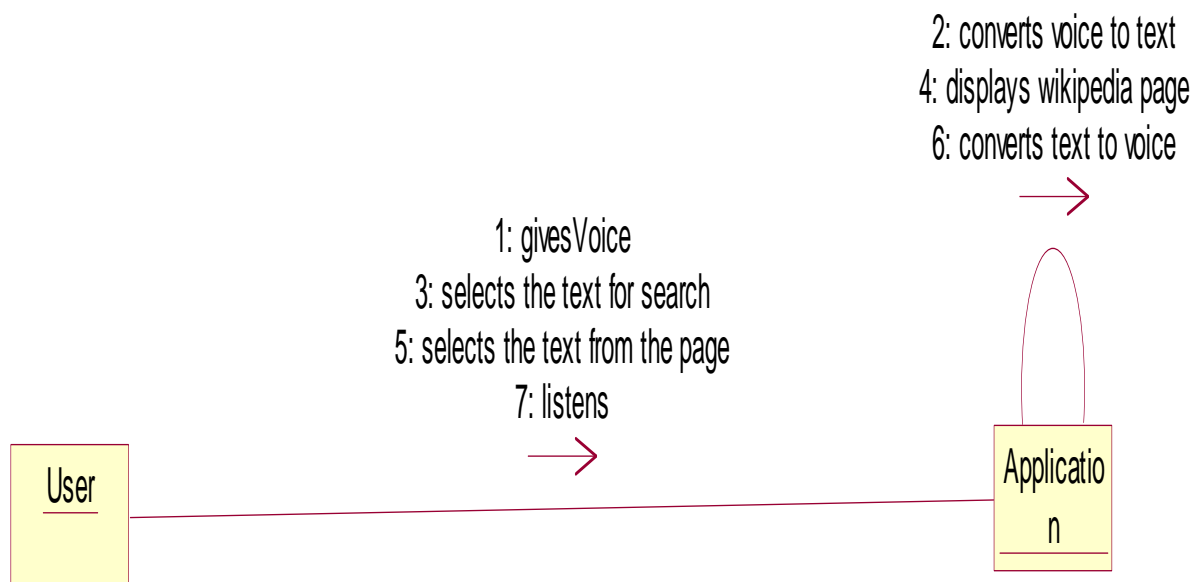 2: converts voice to text
4: displays wikipedia page
6: converts text to voice
1: givesVoice
3: selects the text for search
5: selects the text from the page
7: listens
User
Applicatio
n